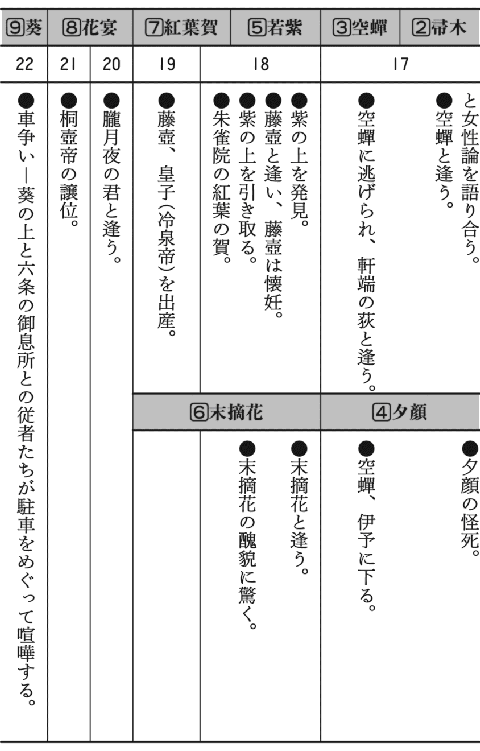 ②帚木
③空蟬
⑤若紫
⑦紅葉賀
⑧花宴
⑨葵
17
18
19
20
21
22
と女性論を語り合う。
●空蟬と逢う。
●空蟬に逃げられ、軒端の荻と逢う。
●紫の上を発見。
●藤壺と逢い、藤壺は懐妊。
●紫の上を引き取る。
●朱雀院の紅葉の賀。
●藤壺、皇子(冷泉帝)を出産。
●朧月夜の君と逢う。
●桐壺帝の譲位。
●車争い―葵の上と六条の御息所との従者たちが駐車をめぐって喧嘩する。
④夕顔
⑥末摘花
●夕顔の怪死。
●空蟬、伊予に下る。
●末摘花と逢う。
●末摘花の醜貌に驚く。